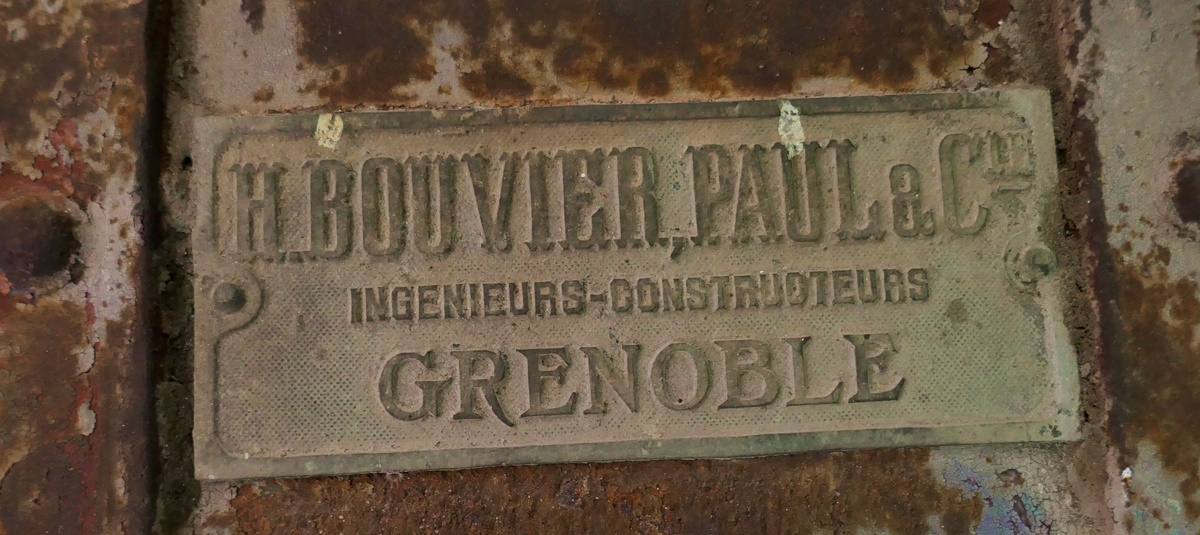 H. BOUVIER, PAUL & Cie
INGENIEURS-CONSTRUCTEURS
GRENOBLE